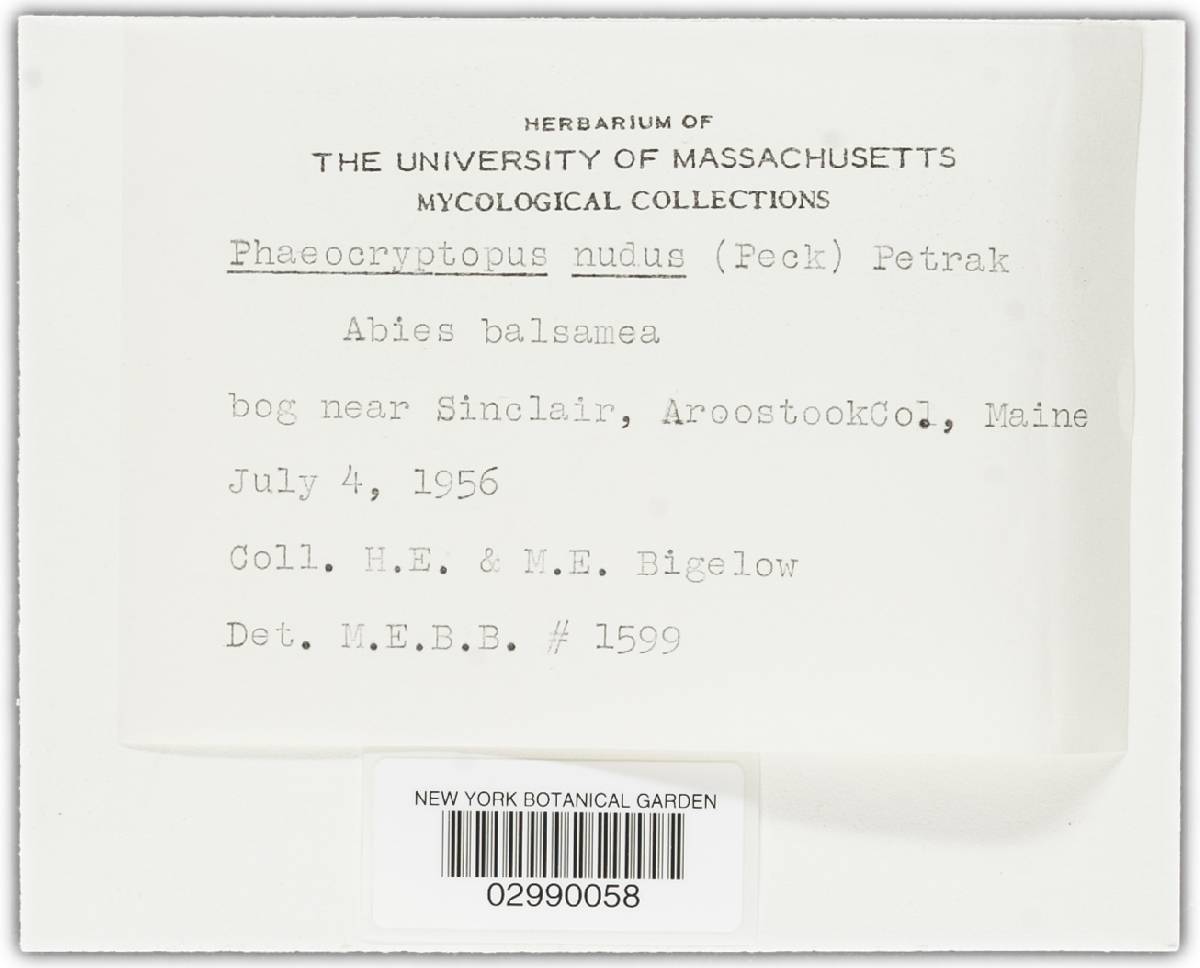 HERBARIUM OF
THE UNIVERSITY OF MASSACHUSETTS
MYCOLOGICAL COLLECTIONS
Phaeocryptopus nudus (Peck) Petrak
Abies balsamea
bog near Sinclair, AroostookCo., Maine
July 4, 1956
Coll. H.E. & M.E. Bigelow
Det. M.E.B.B. # 1599
NEW YORK BOTANICAL GARDEN
02990058